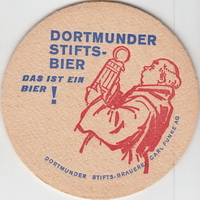 DORTMUNDER
STIFTS-
BIER
DAS IST EIN
BIER !
DORTMUNDER STIFTS-BRAUEREI CARL FUNKE AG